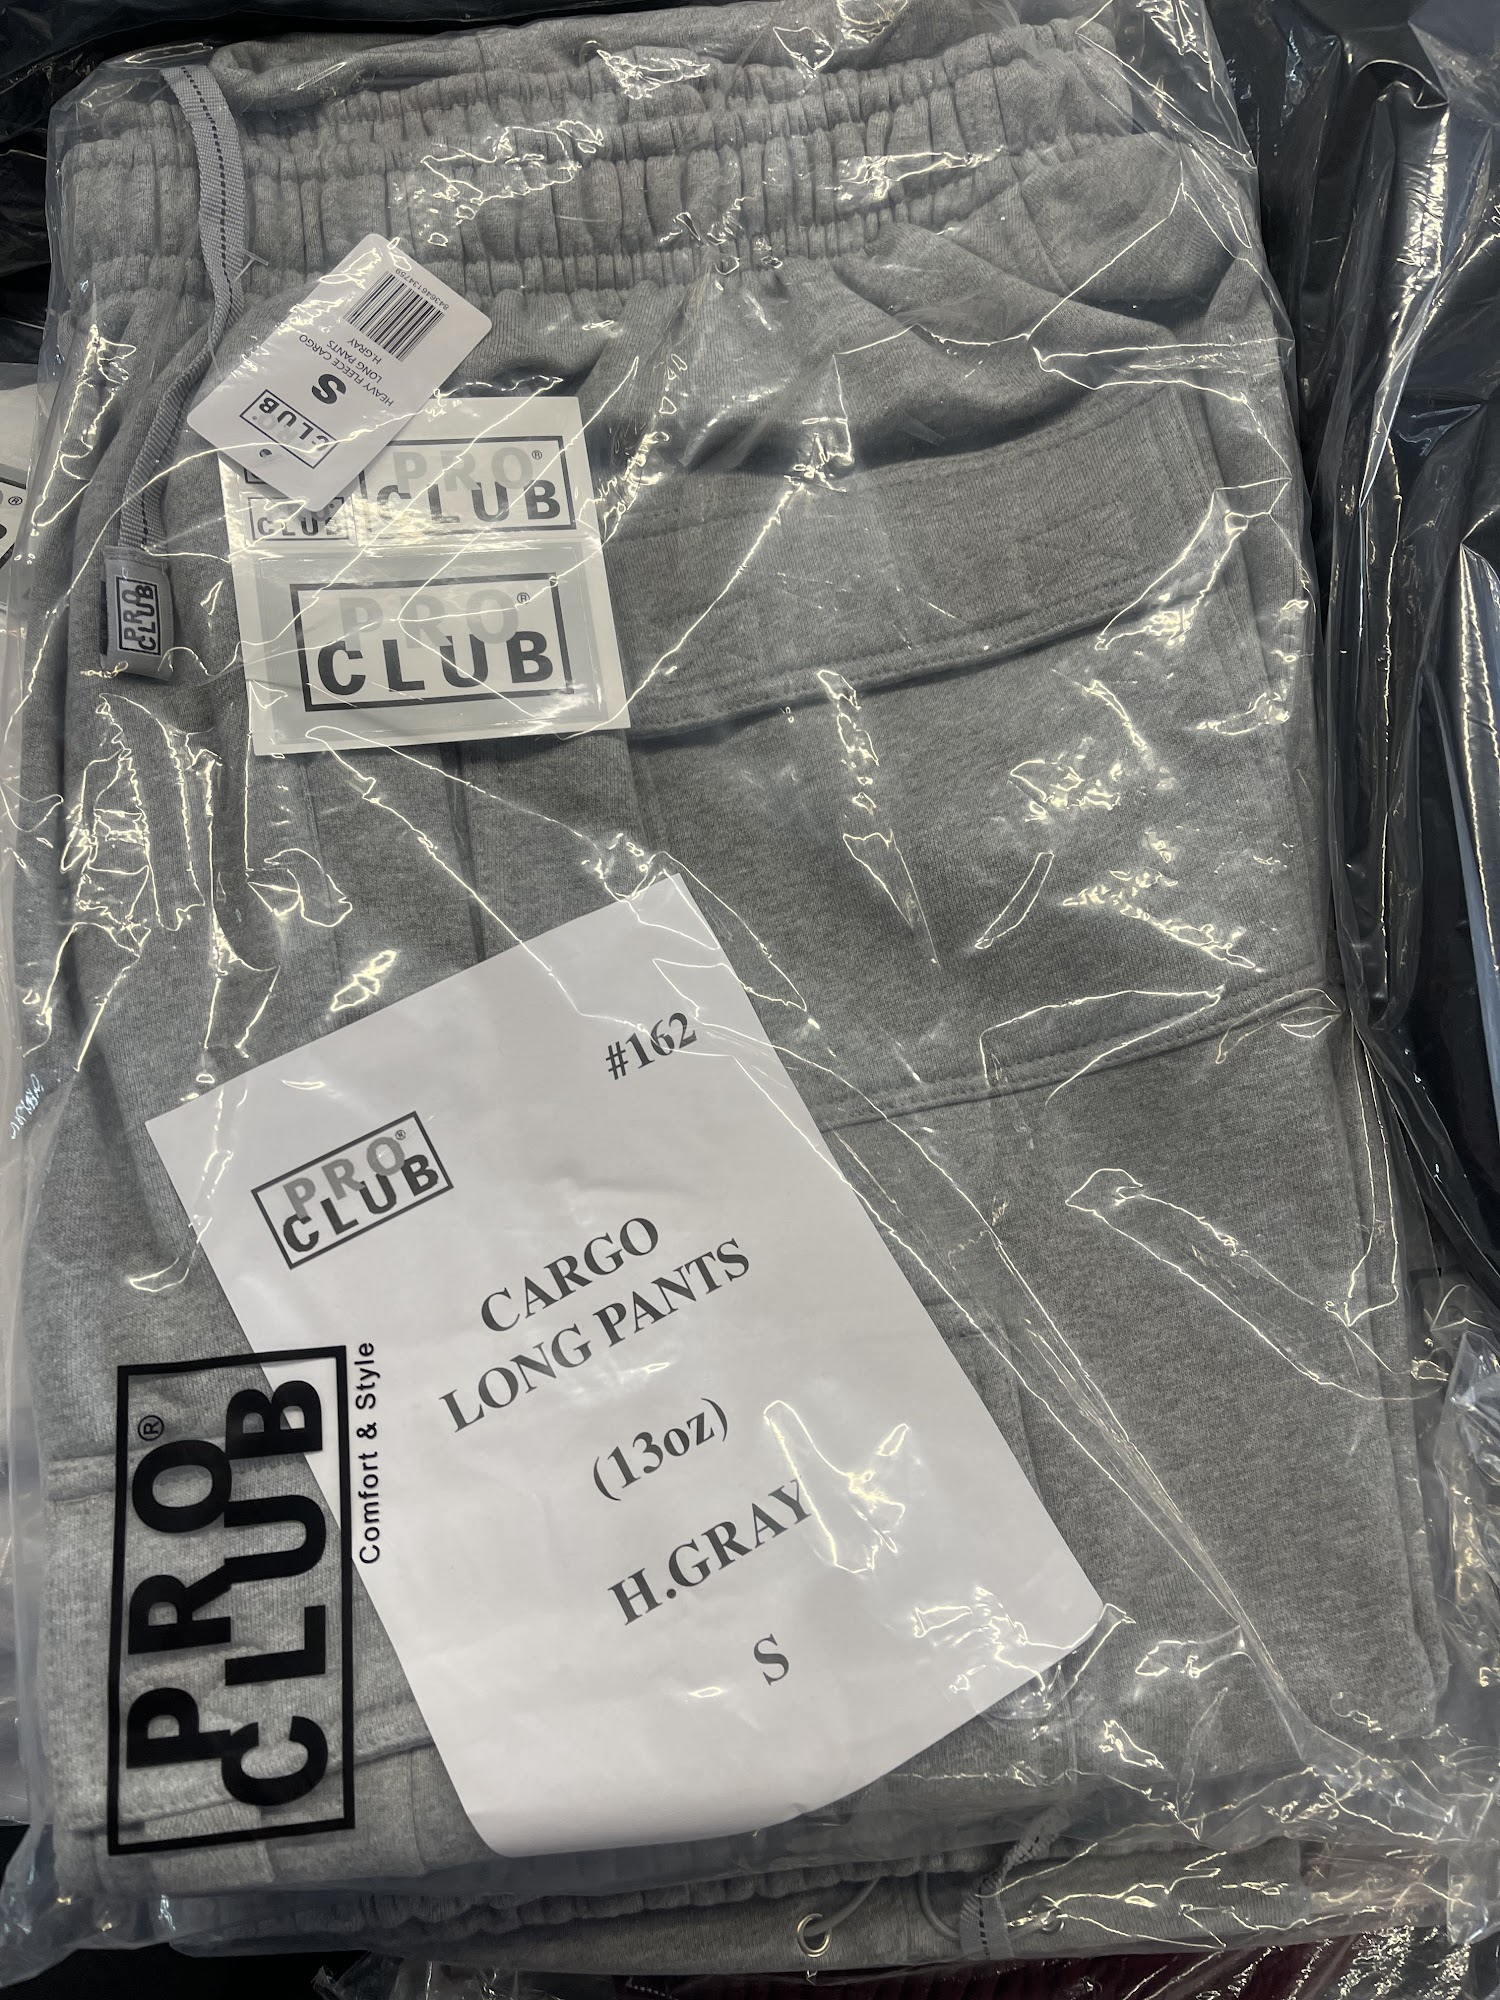 843646134759
H.GRAY
LONG PANTS
HEAVY FLEECE CARGO
S
PRO
CLUB
PRO®
CLUB
CLUB
PRO®
CLUB
PRO
CLUB
#162
PRO®
CLUB
CARGO
LONG PANTS
(13oz)
H.GRAY
S
PRO®
CLUB
Comfort & Style